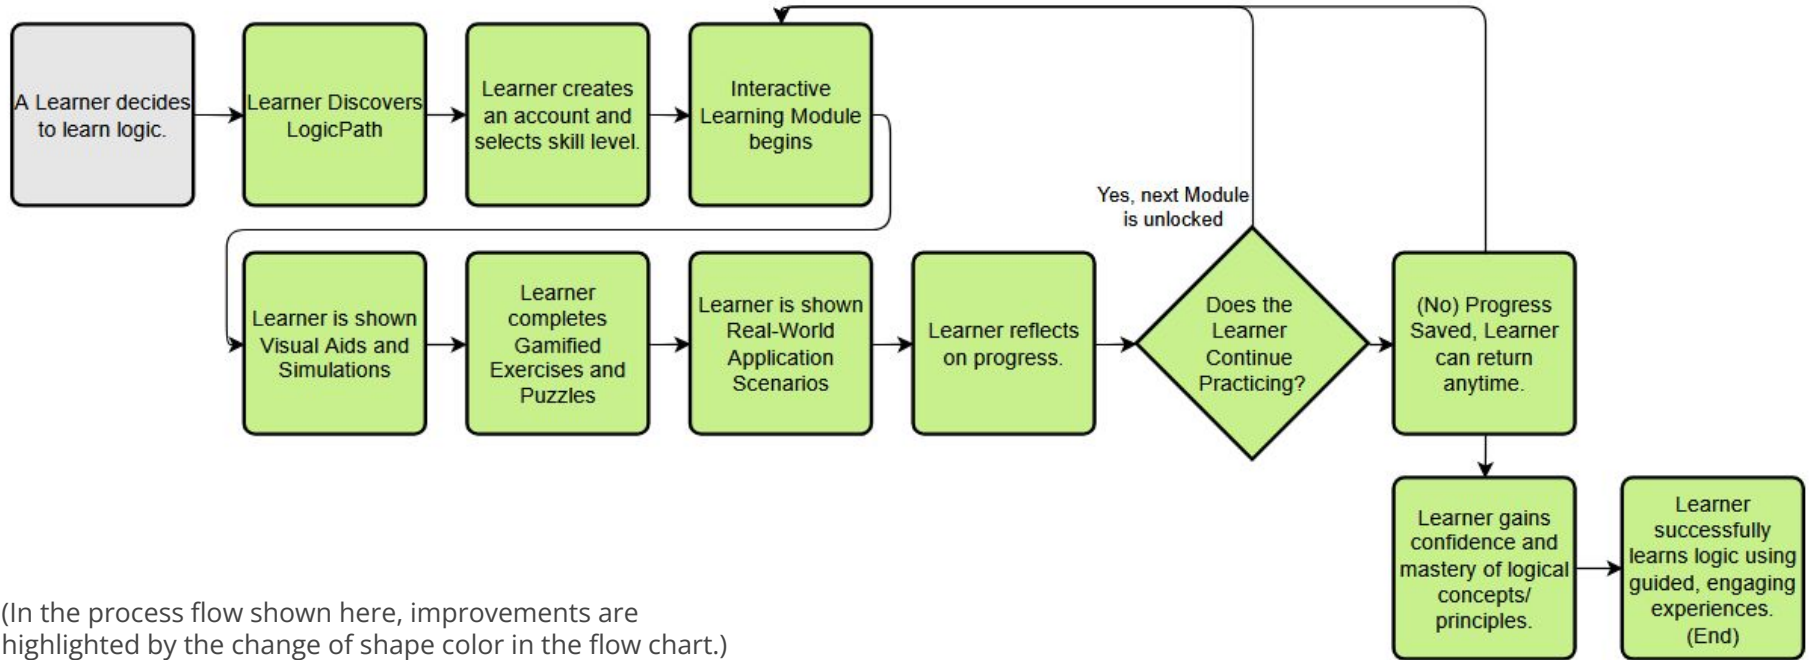 A Learner decides
to learn logic.
Learner Discovers
LogicPath
Learner creates
an account and
selects skill level.
Interactive
Learning Module
begins
Learner is shown
Visual Aids and
Simulations
Learner
completes
Gamified
Exercises and
Puzzles
Learner is shown
Real-World
Application
Scenarios
Learner reflects
on progress.
Does the
Learner
Continue
Practicing?
Yes, next Module
is unlocked
(No) Progress
Saved, Learner
can return
anytime.
Learner gains
confidence and
mastery of logical
concepts/
principles.
Learner
successfully
learns logic using
guided, engaging
experiences.
(End)
(In the process flow shown here, improvements are
highlighted by the change of shape color in the flow chart.)